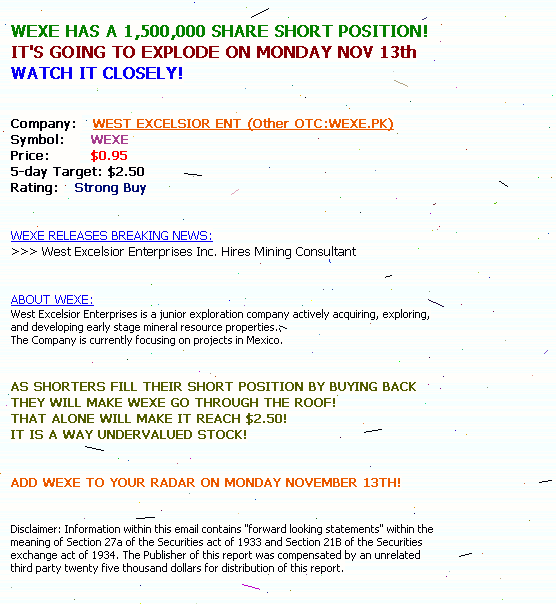 WEXE HAS A 1,500,000 SHARE SHORT POSITION!
IT'S GOING TO EXPLODE ON MONDAY NOV 13th
WATCH IT CLOSELY!
Company: WEST EXCELSIOR ENT (Other OTC:WEXE.PK)
Symbol: WEXE
Price: $0.95
5-day Target: $2.50
Rating: Strong Buy
WEXE RELEASES BREAKING NEWS:
>>> West Excelsior Enterprises Inc. Hires Mining Consultant
ABOUT WEXE:
West Excelsior Enterprises is a junior exploration company actively acquiring, exploring,
and developing early stage mineral resource properties.
The Company is currently focusing on projects in Mexico.
AS SHORTERS FILL THEIR SHORT POSITION BY BUYING BACK
THEY WILL MAKE WEXE GO THROUGH THE ROOF!
THAT ALONE WILL MAKE IT REACH $2.50!
IT IS A WAY UNDERVALUED STOCK!
ADD WEXE TO YOUR RADAR ON MONDAY NOVEMBER 13TH!
Disclaimer: Information within this email contains "forward looking statements" within the
meaning of Section 27a of the Securities act of 1933 and Section 21B of the Securities
exchange act of 1934. The Publisher of this report was compensated by an unrelated
third party twenty five thousand dollars for distribution of this report.